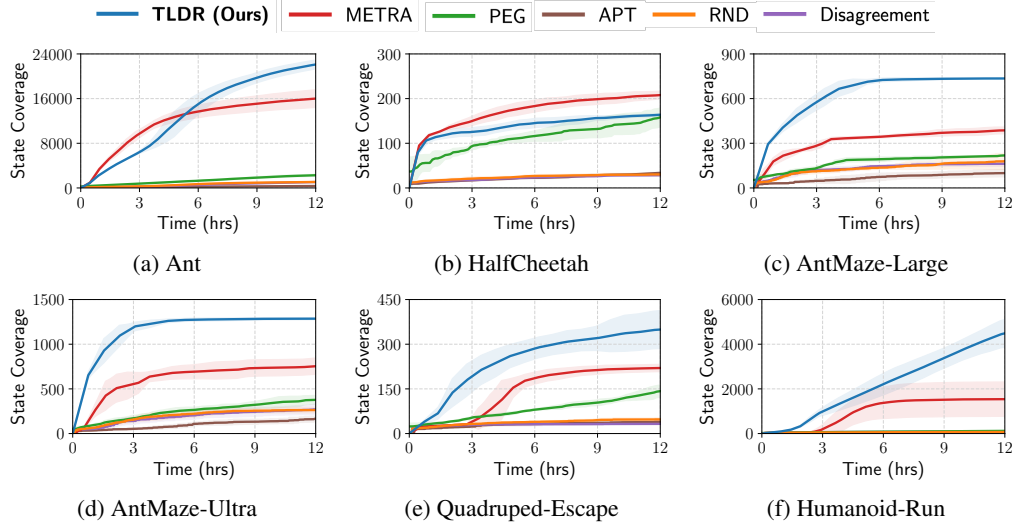 TLDR (Ours) METRA PEG APT RND Disagreement
State Coverage
24000
16000
8000
0
0 3 6 9 12
Time (hrs)
(a) Ant
State Coverage
300
200
100
0
0 3 6 9 12
Time (hrs)
(b) HalfCheetah
State Coverage
900
600
300
0
0 3 6 9 12
Time (hrs)
(c) AntMaze-Large
State Coverage
1500
1000
500
0
0 3 6 9 12
Time (hrs)
(d) AntMaze-Ultra
State Coverage
450
300
150
0
0 3 6 9 12
Time (hrs)
(e) Quadruped-Escape
State Coverage
6000
4000
2000
0
0 3 6 9 12
Time (hrs)
(f) Humanoid-Run